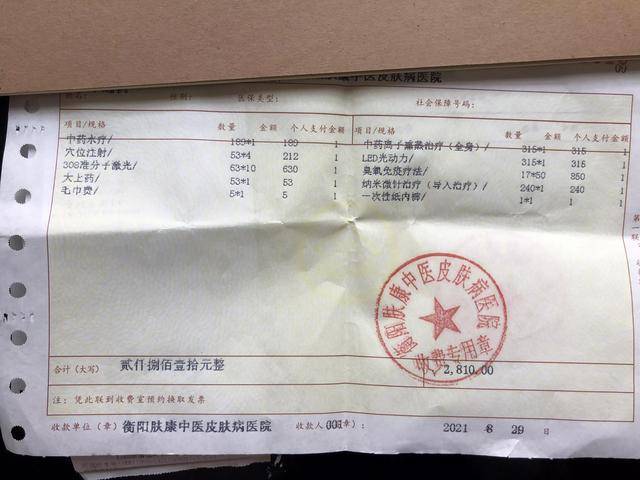 肤康中医皮肤病医院
性别: 医保类型: 社会保障号码:
项目/规格 数量 金额 个人支付金额 项目/规格 数量 金额 个人支付金额
中药水疗/ 189*1 189 1 中药离子熏蒸治疗(全身)/ 315*1 315 1
穴位注射/ 53*4 212 1 LED光动力/ 315*1 315 1
308准分子激光/ 63*10 630 1 臭氧免疫疗法/ 17*50 850 1
大上药/ 53*1 53 1 纳米微针治疗(导入治疗)/ 240*1 240 1
毛巾费/ 5*1 5 1 一次性纸内裤/ 1*1 1 1
衡阳肤康中医皮肤病医院
收费专用章
合计(大写) 贰仟捌佰壹拾元整 2,810.00
注: 凭此联到收费室预约换取发票
收款单位(章) 衡阳肤康中医皮肤病医院 收款人(章): 001 2021 8 29 日